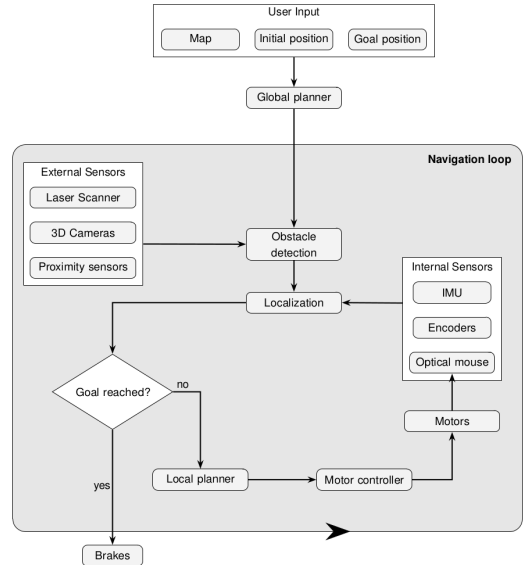 User Input
Map
Initial position
Goal position
Global planner
Navigation loop
External Sensors
Laser Scanner
3D Cameras
Proximity sensors
Obstacle
detection
Internal Sensors
IMU
Encoders
Optical mouse
Localization
Goal reached?
no
Motors
Local planner
Motor controller
yes
Brakes